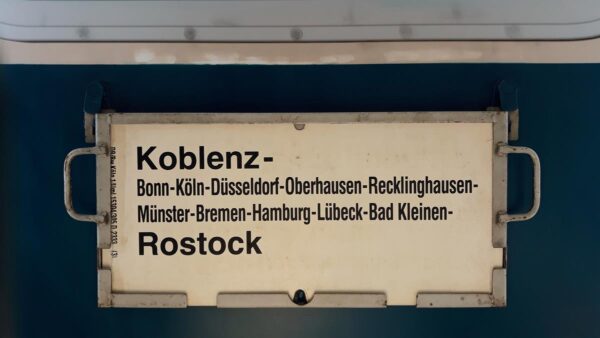 Koblenz-
Bonn-Köln-Düsseldorf-Oberhausen-Recklinghausen-
Münster-Bremen-Hamburg-Lübeck-Bad Kleinen-
Rostock